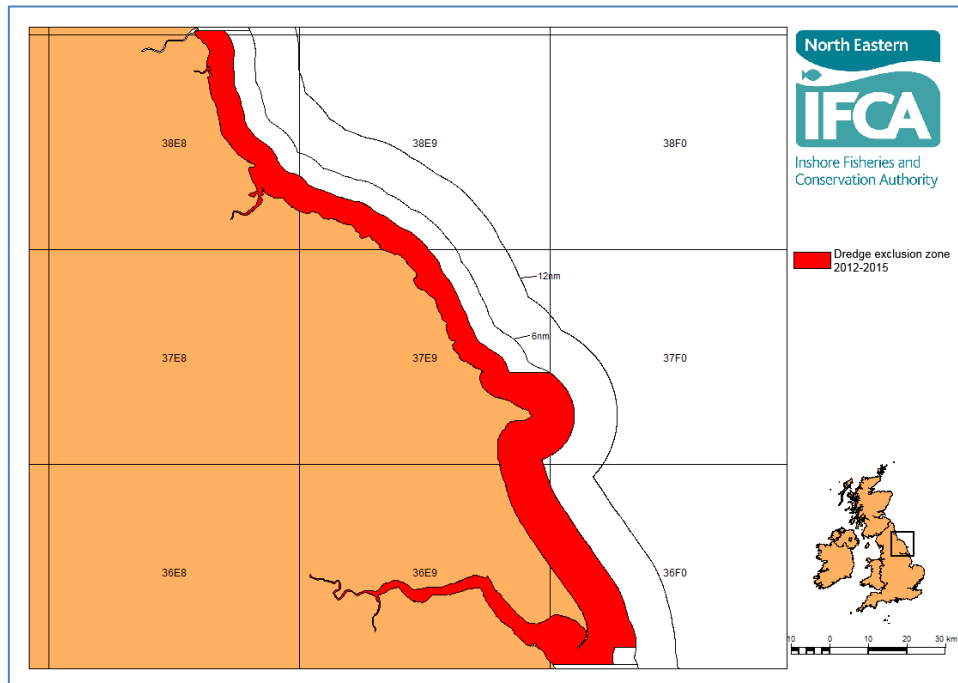 North Eastern
IFCA
Inshore Fisheries and
Conservation Authority
38E8
38E9
38F0
Dredge exclusion zone
2012-2015
12nm
6nm
37E8
37E9
37F0
36E8
36E9
36F0
10 0 10 20 30 km